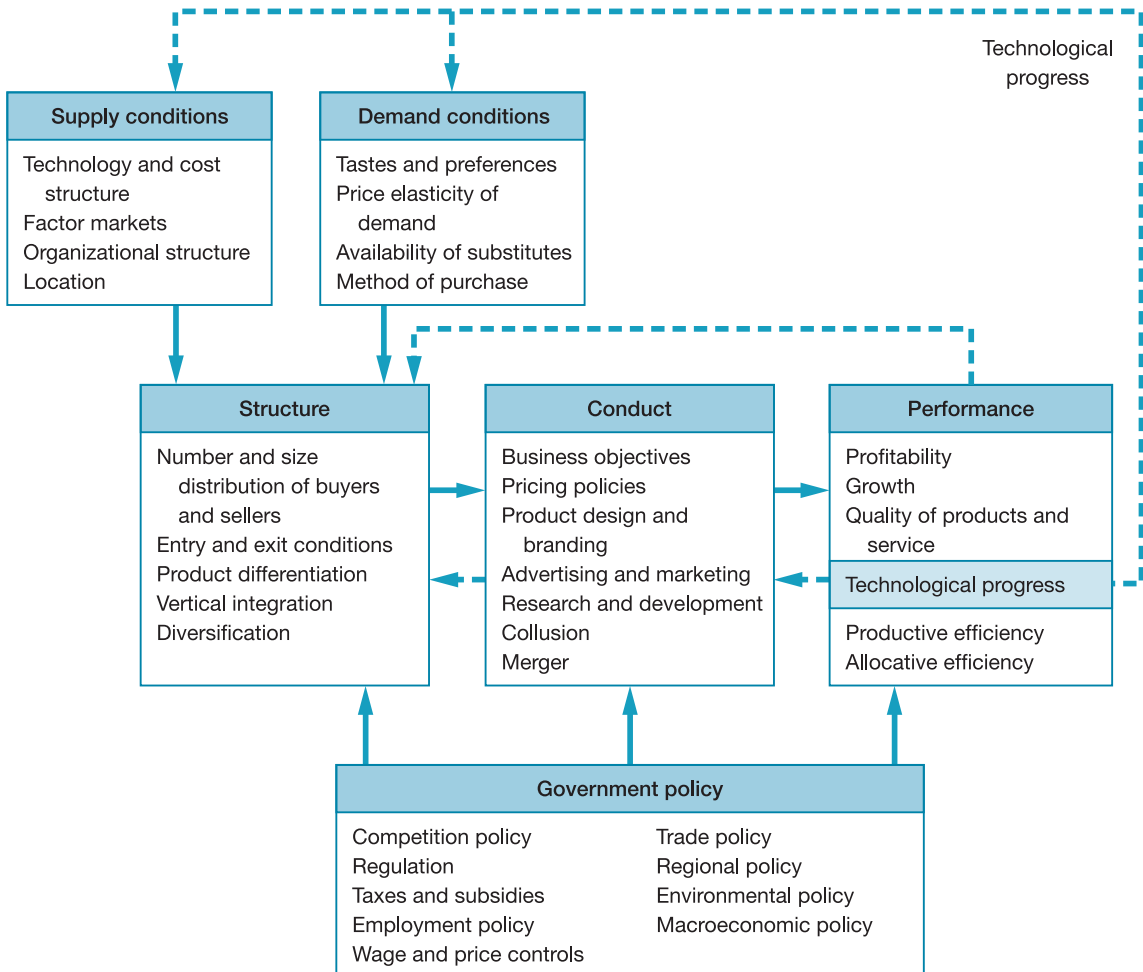 Technological
progress
Supply conditions
Technology and cost
structure
Factor markets
Organizational structure
Location
Demand conditions
Tastes and preferences
Price elasticity of
demand
Availability of substitutes
Method of purchase
Structure
Number and size
distribution of buyers
and sellers
Entry and exit conditions
Product differentiation
Vertical integration
Diversification
Conduct
Business objectives
Pricing policies
Product design and
branding
Advertising and marketing
Research and development
Collusion
Merger
Performance
Profitability
Growth
Quality of products and
service
Technological progress
Productive efficiency
Allocative efficiency
Government policy
Competition policy
Regulation
Taxes and subsidies
Employment policy
Wage and price controls
Trade policy
Regional policy
Environmental policy
Macroeconomic policy